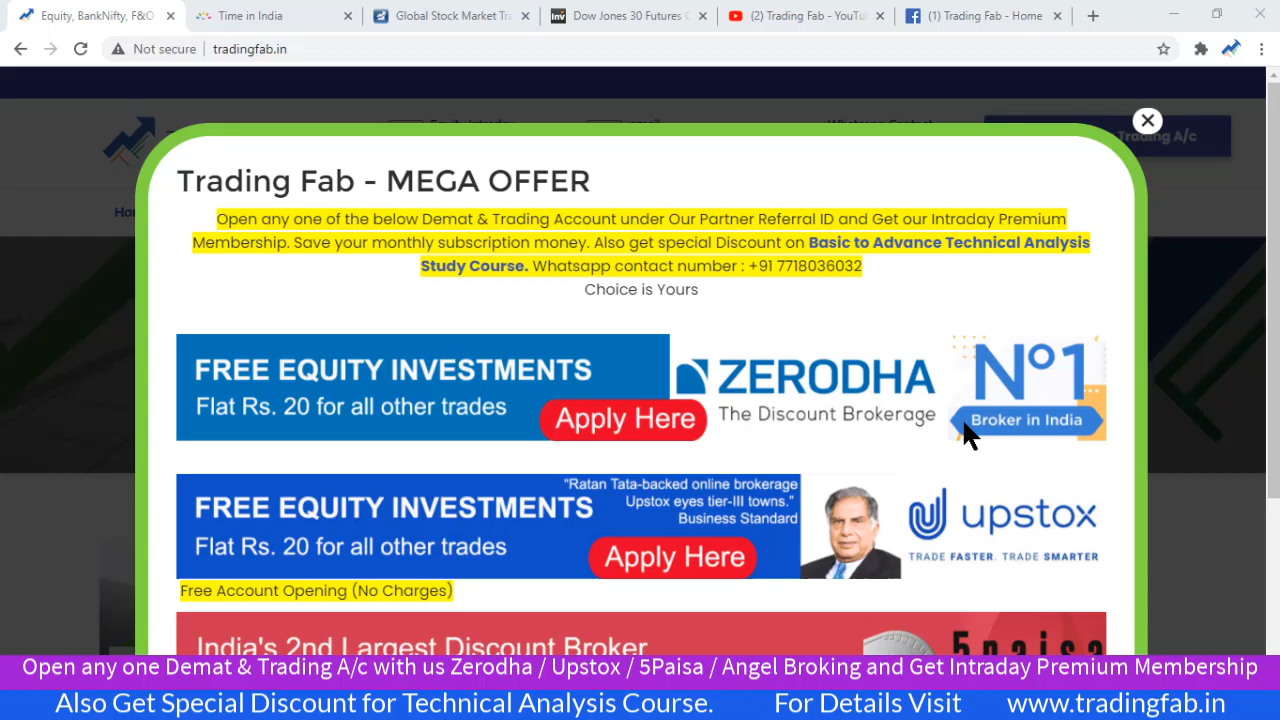 Equity, BankNifty, F&O
Time in India
Global Stock Market Tra
Dow Jones 30 Futures
(2) Trading Fab - YouTu
(1) Trading Fab - Home
Not secure
tradingfab.in
Equity Intraday
email
Whatsapp Contact
Trading A/c
Trading Fab - MEGA OFFER
Open any one of the below Demat & Trading Account under Our Partner Referral ID and Get our Intraday Premium
Membership. Save your monthly subscription money. Also get special Discount on Basic to Advance Technical Analysis
Study Course. Whatsapp contact number : +91 7718036032
Choice is Yours
FREE EQUITY INVESTMENTS
Flat Rs. 20 for all other trades
Apply Here
ZERODHA
The Discount Brokerage
Nº1
Broker in India
FREE EQUITY INVESTMENTS
Flat Rs. 20 for all other trades
"Ratan Tata-backed online brokerage
Upstox eyes tier-III towns."
Business Standard
Apply Here
upstox
TRADE FASTER. TRADE SMARTER
Free Account Opening (No Charges)
India's 2nd Largest Discount Broker
5paisa
Open any one Demat & Trading A/c with us Zerodha / Upstox / 5Paisa / Angel Broking and Get Intraday Premium Membership
Also Get Special Discount for Technical Analysis Course. For Details Visit www.tradingfab.in